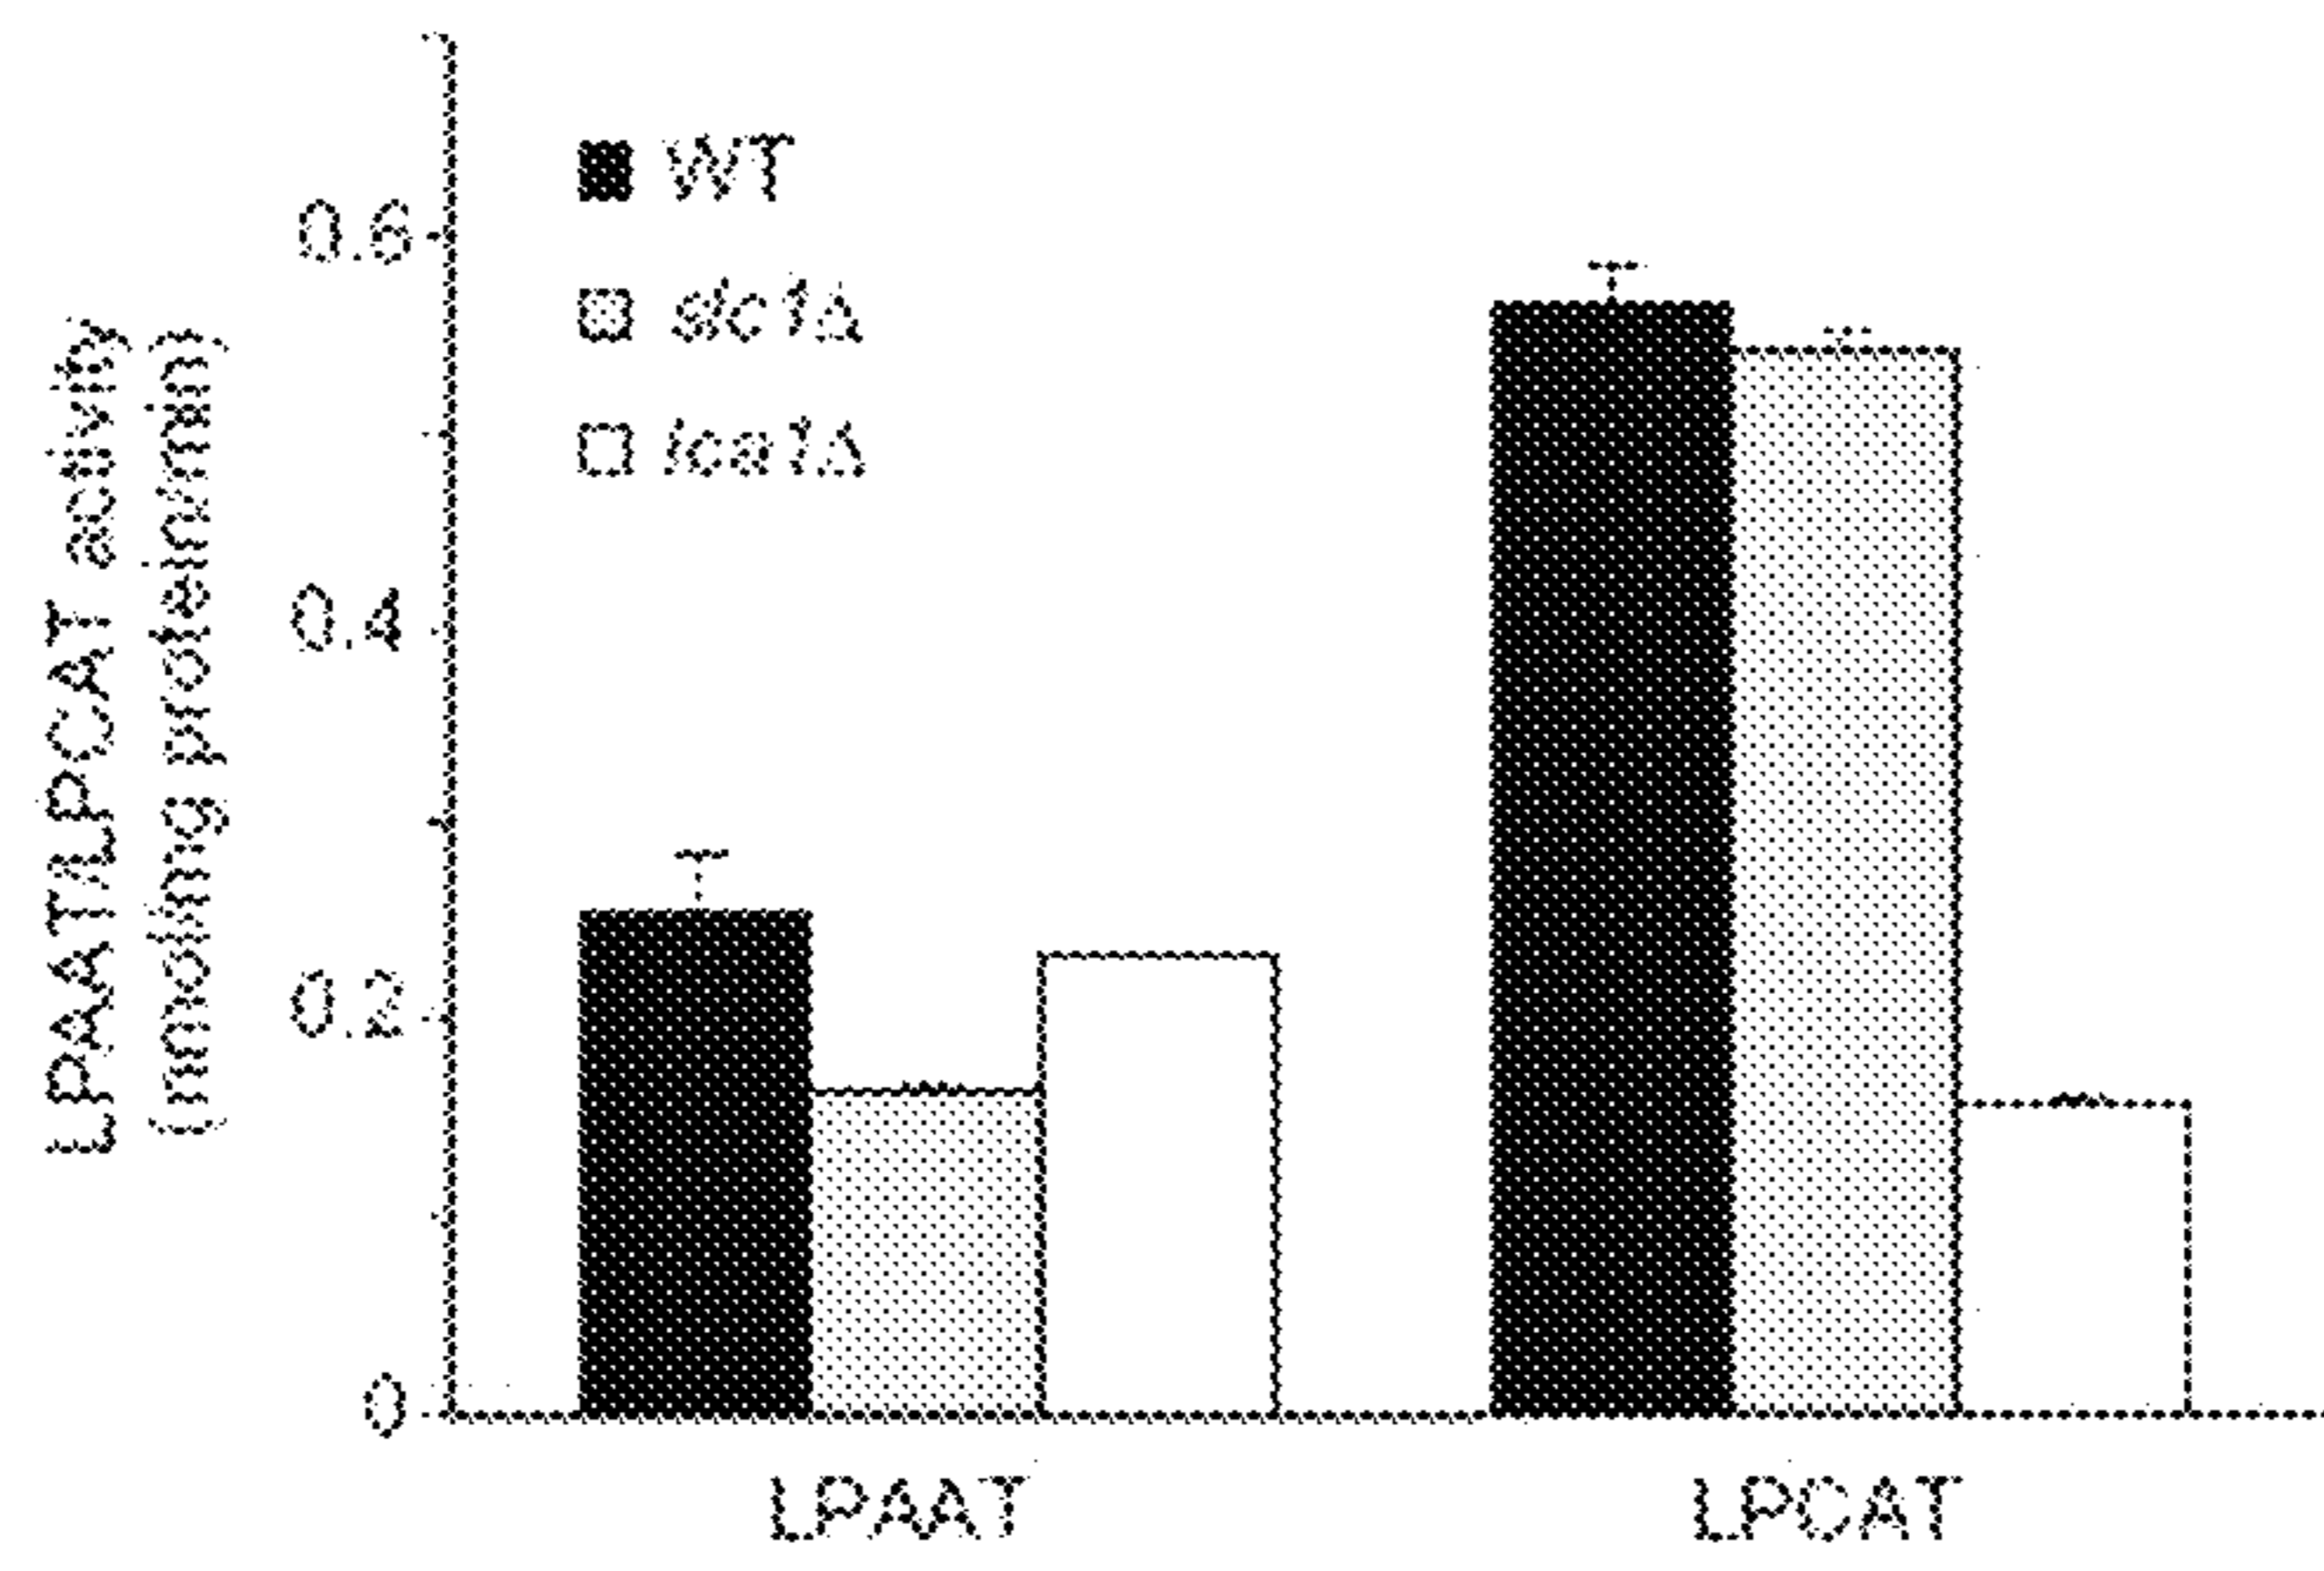 LPAAT/LPCAT activity
(nmol/mg protein/min)
0.6
0.4
0.2
0
WT
slc1Δ
lca1Δ
LPAAT
LPCAT